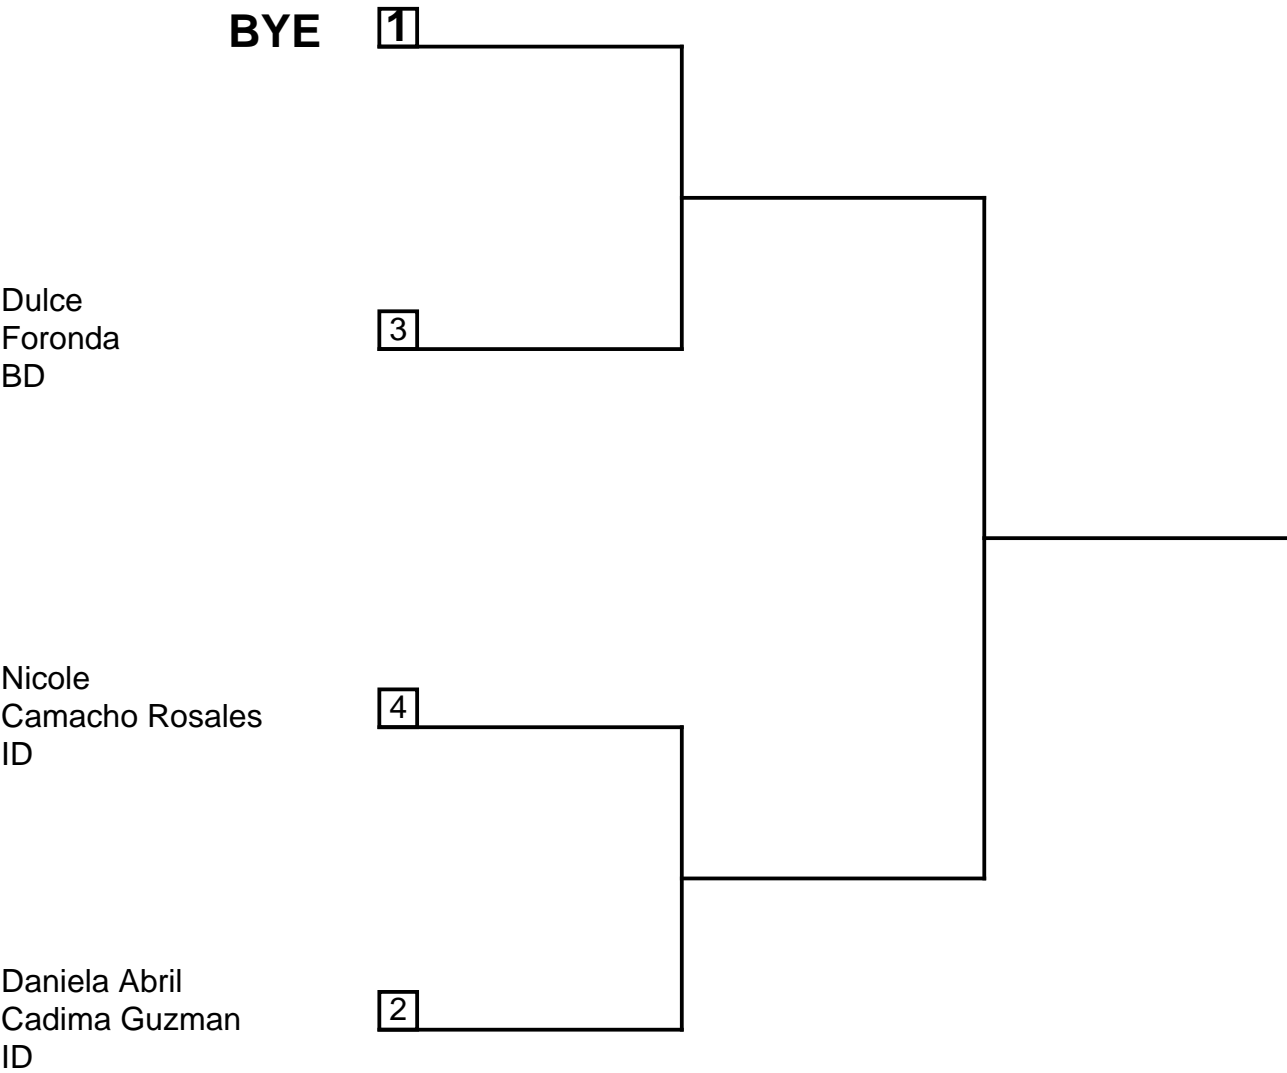 BYE 1
Dulce
Foronda 3
BD
Nicole
Camacho Rosales 4
ID
Daniela Abril
Cadima Guzman 2
ID